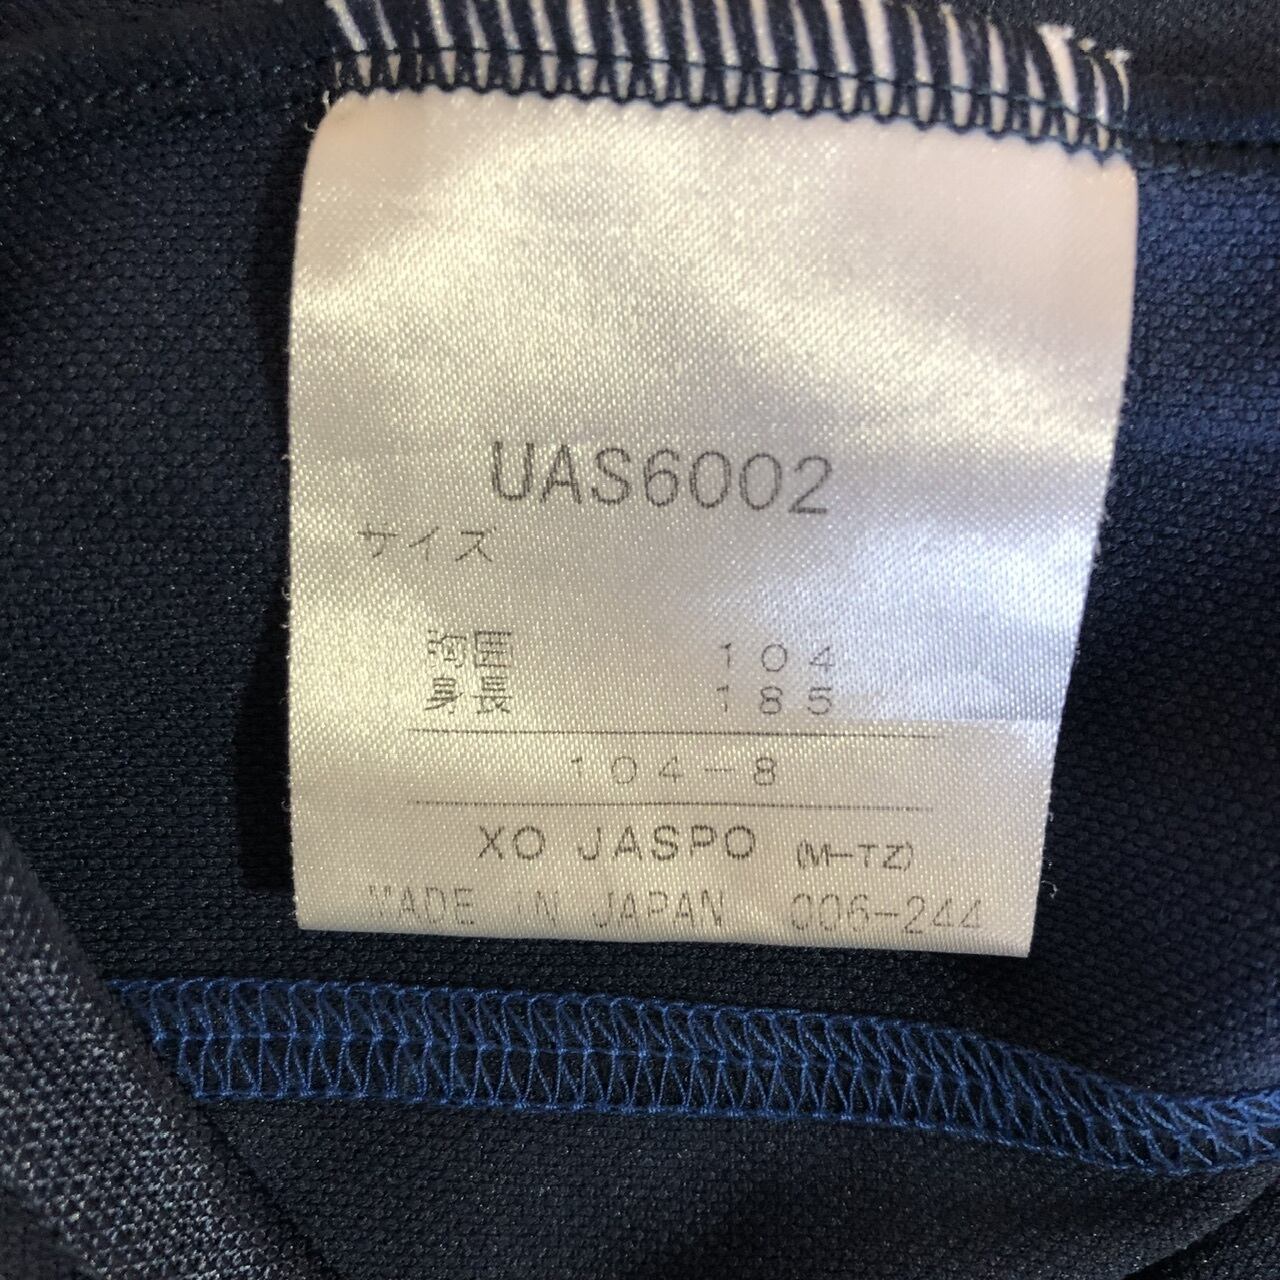 UAS6002
サイズ
胸囲 104
身長 185
104-8
XO JASPO (M-TZ)
MADE IN JAPAN 006-244